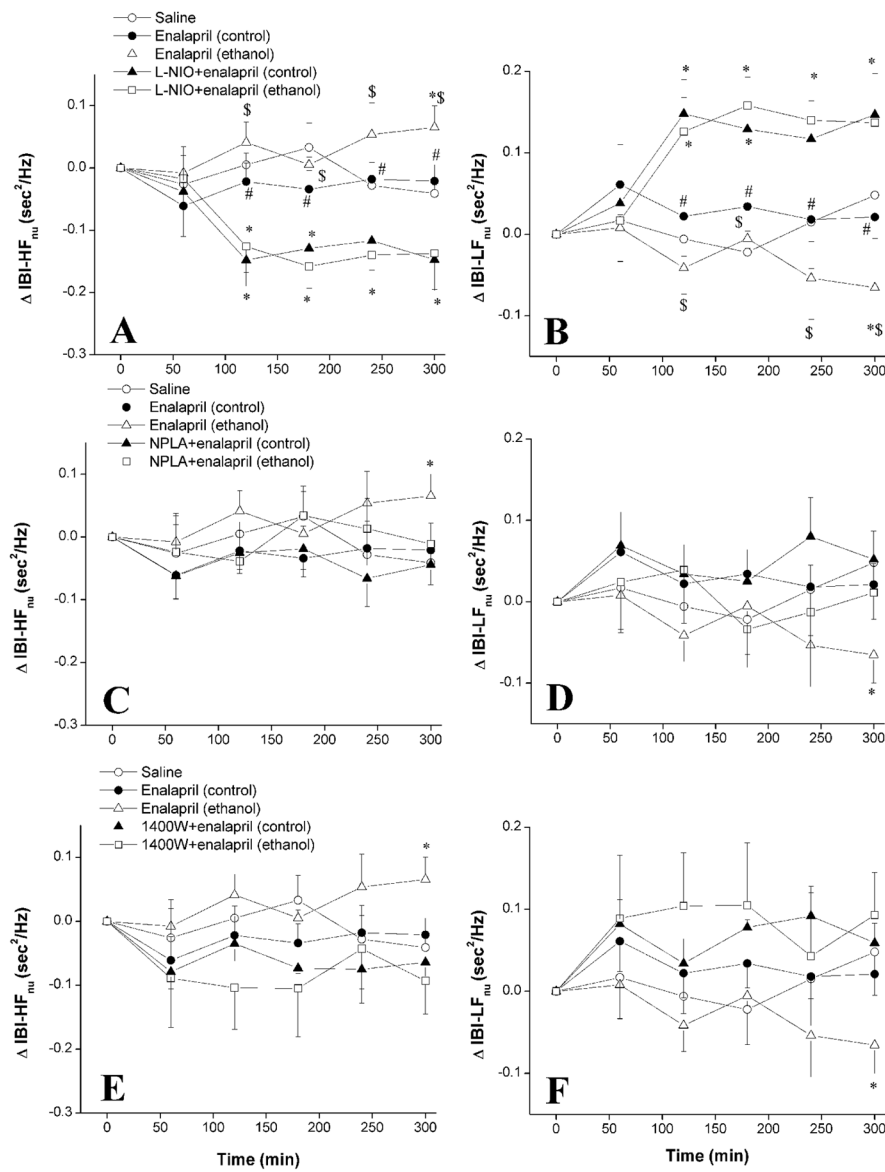 Saline
Enalapril (control)
Enalapril (ethanol)
L-NIO+enalapril (control)
L-NIO+enalapril (ethanol)
0.1
0.0
-0.1
-0.2
-0.3
Δ IBI-HFnu (sec²/Hz)
$ $ *$
# $ # #
# *
* *
* * * *
A
0 50 100 150 200 250 300
0.2
0.1
0.0
-0.1
Δ IBI-LFnu (sec²/Hz)
* * * *
* *
# # # #
$
$ $ *$
B
0 50 100 150 200 250 300
Saline
Enalapril (control)
Enalapril (ethanol)
NPLA+enalapril (control)
NPLA+enalapril (ethanol)
0.1
0.0
-0.1
-0.2
-0.3
Δ IBI-HFnu (sec²/Hz)
*
C
0 50 100 150 200 250 300
0.2
0.1
0.0
-0.1
Δ IBI-LFnu (sec²/Hz)
*
D
0 50 100 150 200 250 300
Saline
Enalapril (control)
Enalapril (ethanol)
1400W+enalapril (control)
1400W+enalapril (ethanol)
0.1
0.0
-0.1
-0.2
-0.3
Δ IBI-HFnu (sec²/Hz)
*
E
0 50 100 150 200 250 300
Time (min)
0.2
0.1
0.0
-0.1
Δ IBI-LFnu (sec²/Hz)
*
F
0 50 100 150 200 250 300
Time (min)